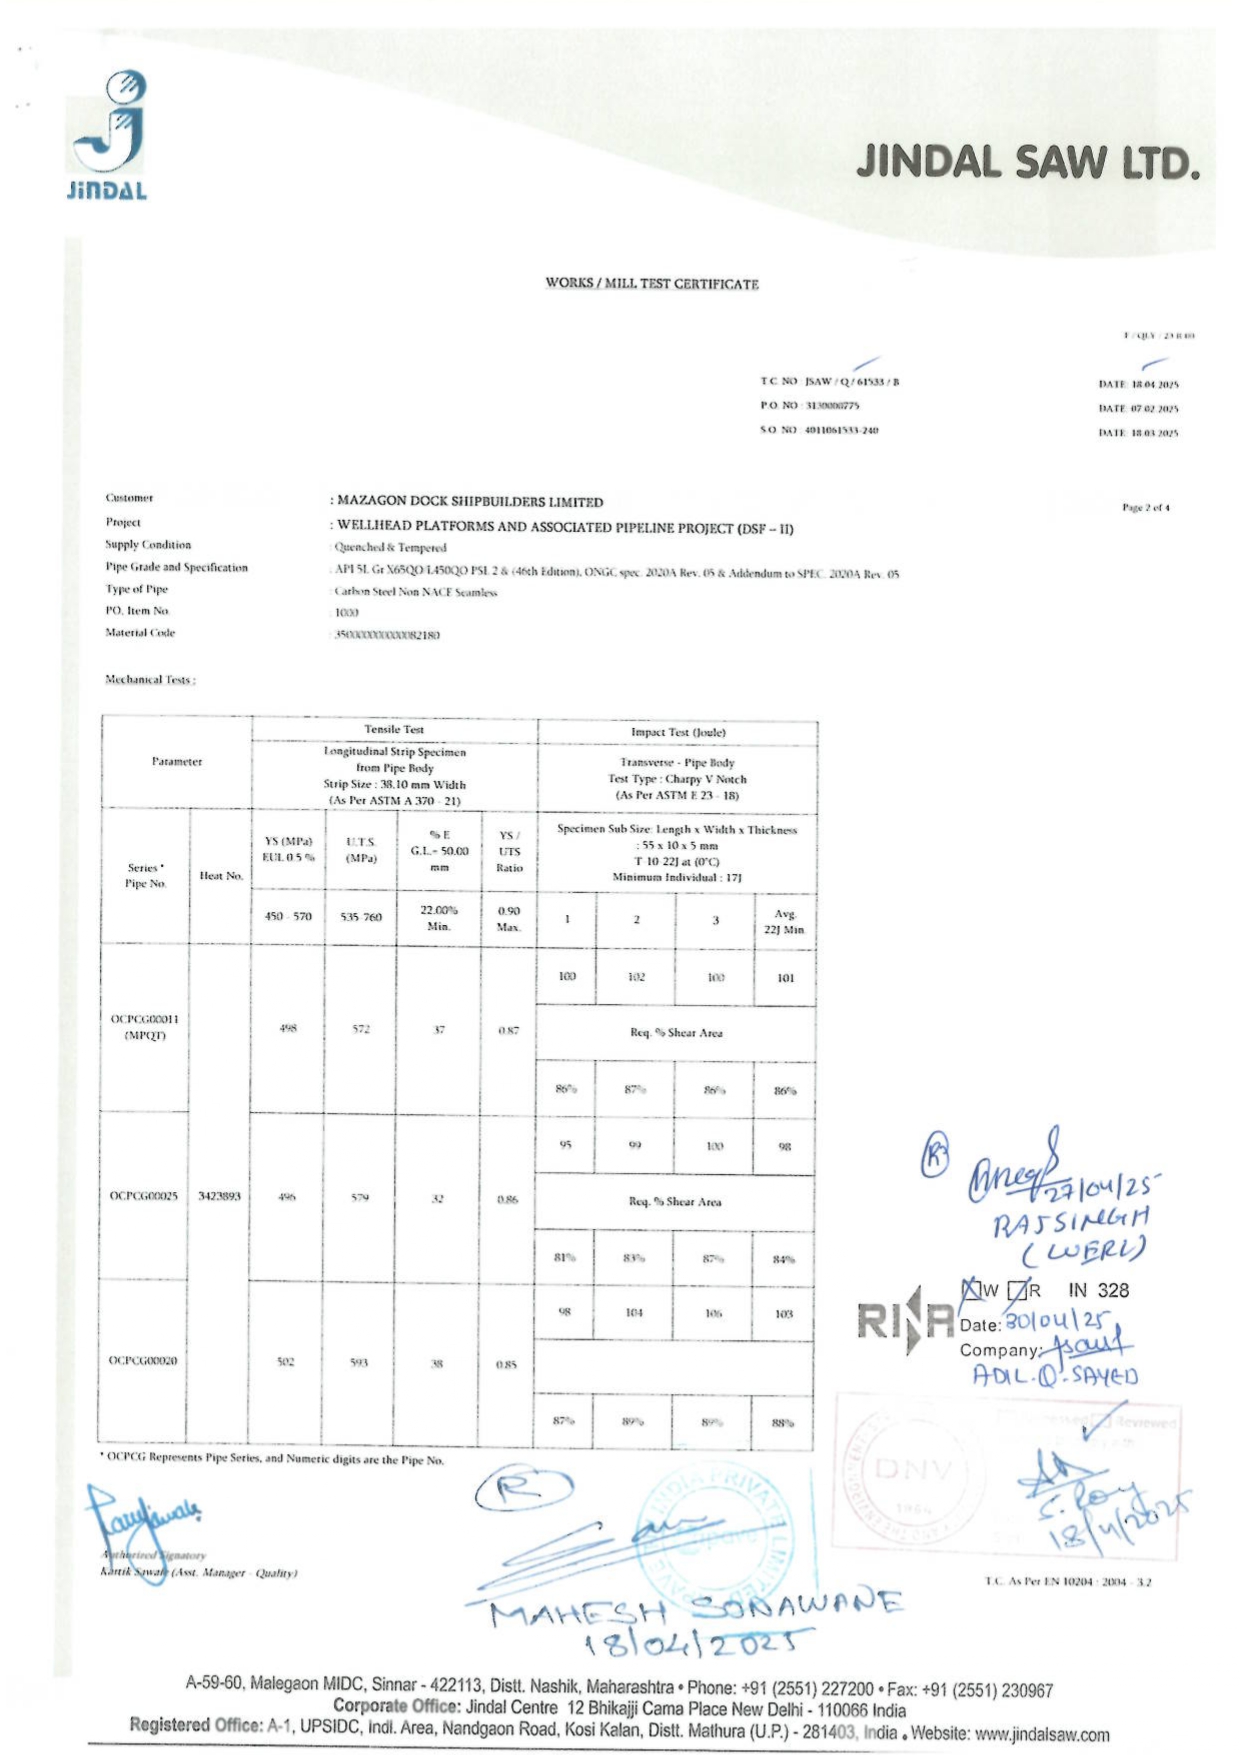 JINDAL
JINDAL SAW LTD.
WORKS / MILL TEST CERTIFICATE
F / QLY / 23 R 00
T.C. NO JSAW / Q / 61533 / B DATE: 18.04.2025
P.O. NO : 3130000775 DATE: 07.02.2025
S.O. NO : 4011061533-240 DATE: 18.03.2025
Page 2 of 4
Customer : MAZAGON DOCK SHIPBUILDERS LIMITED
Project : WELLHEAD PLATFORMS AND ASSOCIATED PIPELINE PROJECT (DSF – II)
Supply Condition : Quenched & Tempered
Pipe Grade and Specification : API 5L Gr X65QO/L450QO PSL 2 & (46th Edition), ONGC spec. 2020A Rev. 05 & Addendum to SPEC. 2020A Rev. 05
Type of Pipe : Carbon Steel Non NACE Seamless
PO. Item No : 1000
Material Code
Mechanical Tests :
Parameter
Tensile Test
Longitudinal Strip Specimen
from Pipe Body
Strip Size : 38.10 mm Width
(As Per ASTM A 370 - 21)
Impact Test (Joule)
Transverse - Pipe Body
Test Type : Charpy V Notch
(As Per ASTM E 23 - 18)
Series *
Pipe No.
Heat No.
YS (MPa)
EUL 0.5 %
U.T.S.
(MPa)
% E
G.L.- 50.00
mm
YS /
UTS
Ratio
Specimen Sub Size: Length x Width x Thickness
: 55 x 10 x 5 mm
T-10 22J at (0°C)
Minimum Individual : 17J
450 - 570 535-760 22.00% Min. 0.90 Max. 1 2 3 Avg. 22J Min
100 102 100 101
OCPCG00011
(MPQT)
498 572 37 0.87
Req. % Shear Area
86% 87% 86% 86%
95 99 100 98
OCPCG00025 3423893 496 579 32 0.86
Req. % Shear Area
81% 83% 87% 84%
98 104 106 103
OCPCG00020 502 593 38 0.85
87% 89% 89% 88%
* OCPCG Represents Pipe Series, and Numeric digits are the Pipe No.
R
27/04/25
RAJSINGH
(WERL)
RINA W R IN 328
Date: 30/04/25
Company:
ADIL.Q.SAYED
Reviewed
DNV
1864
S. Roy
18/4/2025
Authorized Signatory
Kartik Sawale (Asst. Manager - Quality)
R
INDIA PRIVATE LIMITED
MAHESH SONAWANE
18/04/2025
T.C. As Per EN 10204 : 2004 - 3.2
A-59-60, Malegaon MIDC, Sinnar - 422113, Distt. Nashik, Maharashtra • Phone: +91 (2551) 227200 • Fax: +91 (2551) 230967
Corporate Office: Jindal Centre 12 Bhikajji Cama Place New Delhi - 110066 India
Registered Office: A-1, UPSIDC, Indl. Area, Nandgaon Road, Kosi Kalan, Distt. Mathura (U.P.) - 281403, India • Website: www.jindalsaw.com